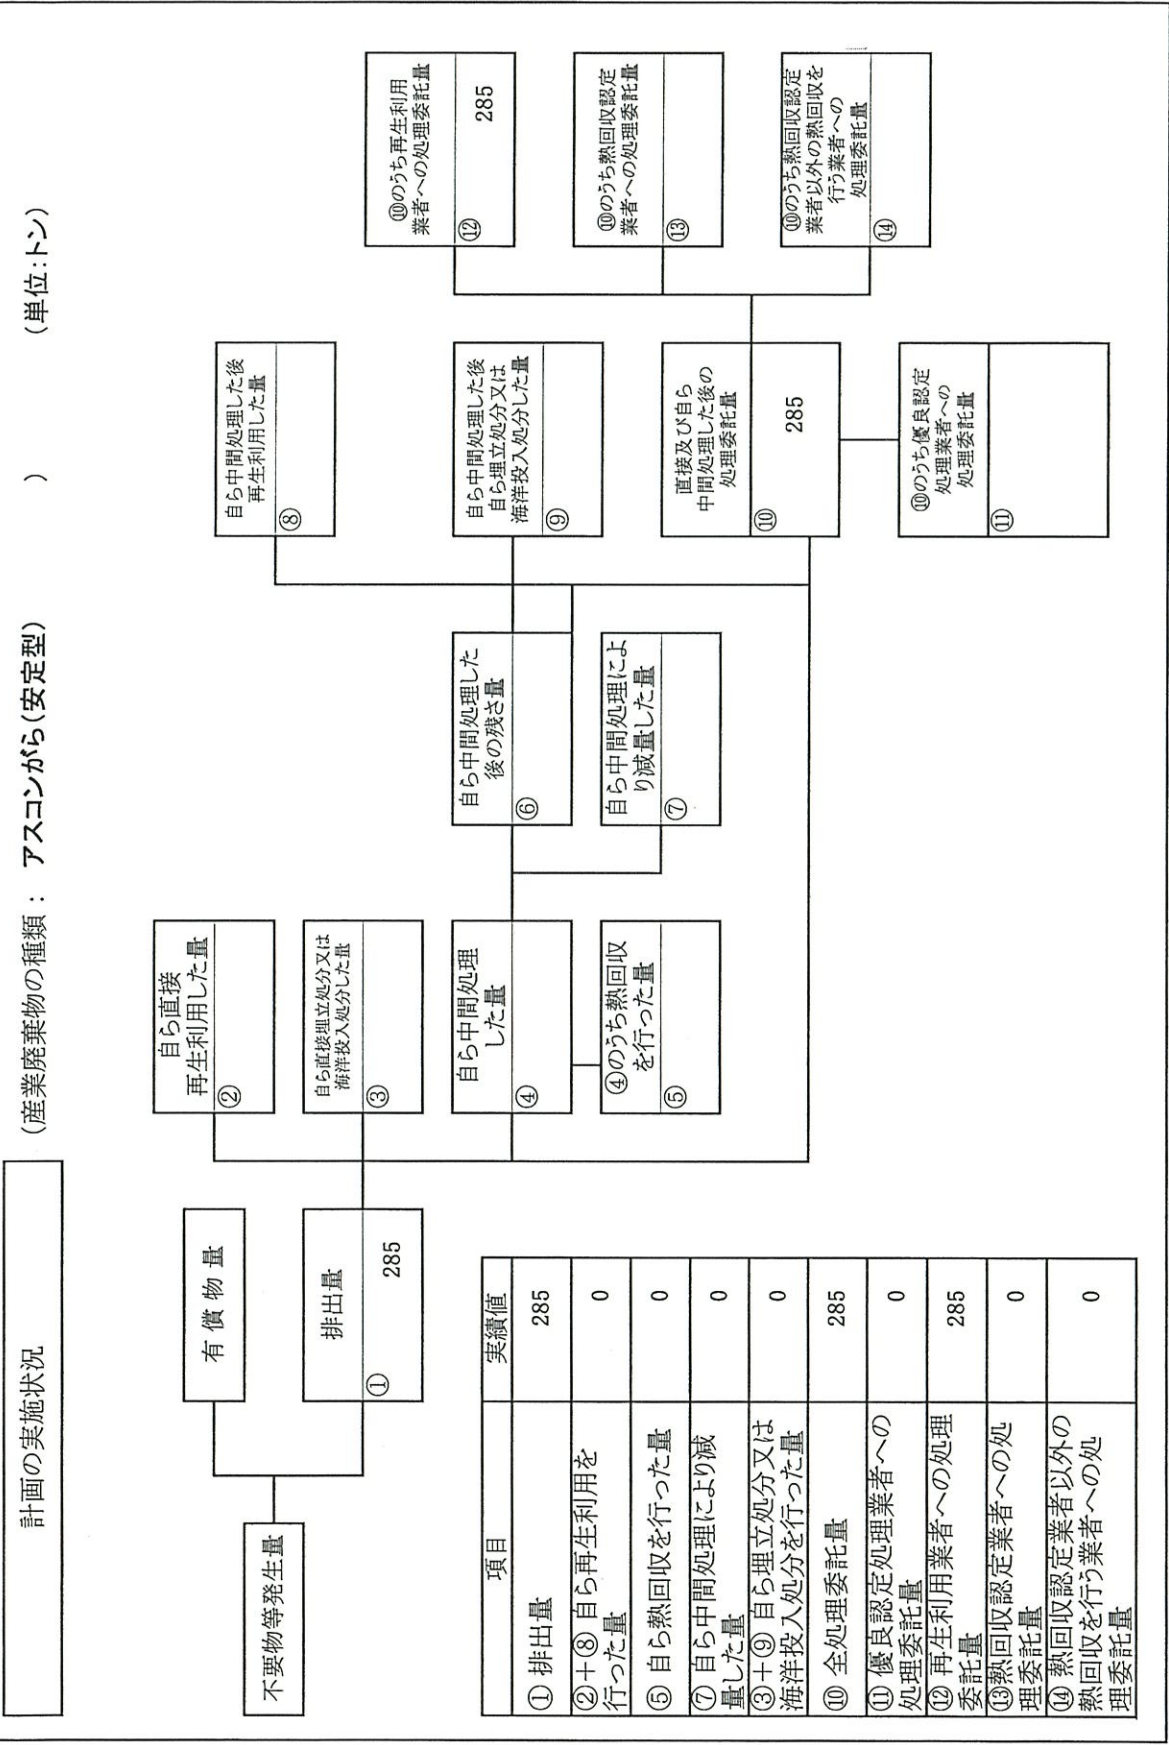 計画の実施状況
(産業廃棄物の種類： アスコンがら(安定型) )
(単位:トン)
不要物等発生量
有 償 物 量
排出量
①
285
自ら直接
再生利用した量
②
自ら直接埋立処分又は
海洋投入処分した量
③
自ら中間処理
した量
④
④のうち熱回収
を行った量
⑤
自ら中間処理した
後の残さ量
⑥
自ら中間処理によ
り減量した量
⑦
自ら中間処理した後
再生利用した量
⑧
自ら中間処理した後
自ら埋立処分又は
海洋投入処分した量
⑨
直接及び自ら
中間処理した後の
処理委託量
⑩
285
⑩のうち優良認定
処理業者への
処理委託量
⑪
⑩のうち再生利用
業者への処理委託量
⑫
285
⑩のうち熱回収認定
業者への処理委託量
⑬
⑩のうち熱回収認定
業者以外の熱回収を
行う業者への
処理委託量
⑭
項目 実績値
① 排出量 285
②＋⑧ 自ら再生利用を
行った量 0
⑤ 自ら熱回収を行った量 0
⑦ 自ら中間処理により減
量した量 0
③＋⑨ 自ら埋立処分又は
海洋投入処分を行った量 0
⑩ 全処理委託量 285
⑪ 優良認定処理業者への
処理委託量 0
⑫ 再生利用業者への処理
委託量 285
⑬熱回収認定業者への処
理委託量 0
⑭ 熱回収認定業者以外の
熱回収を行う業者への処
理委託量 0